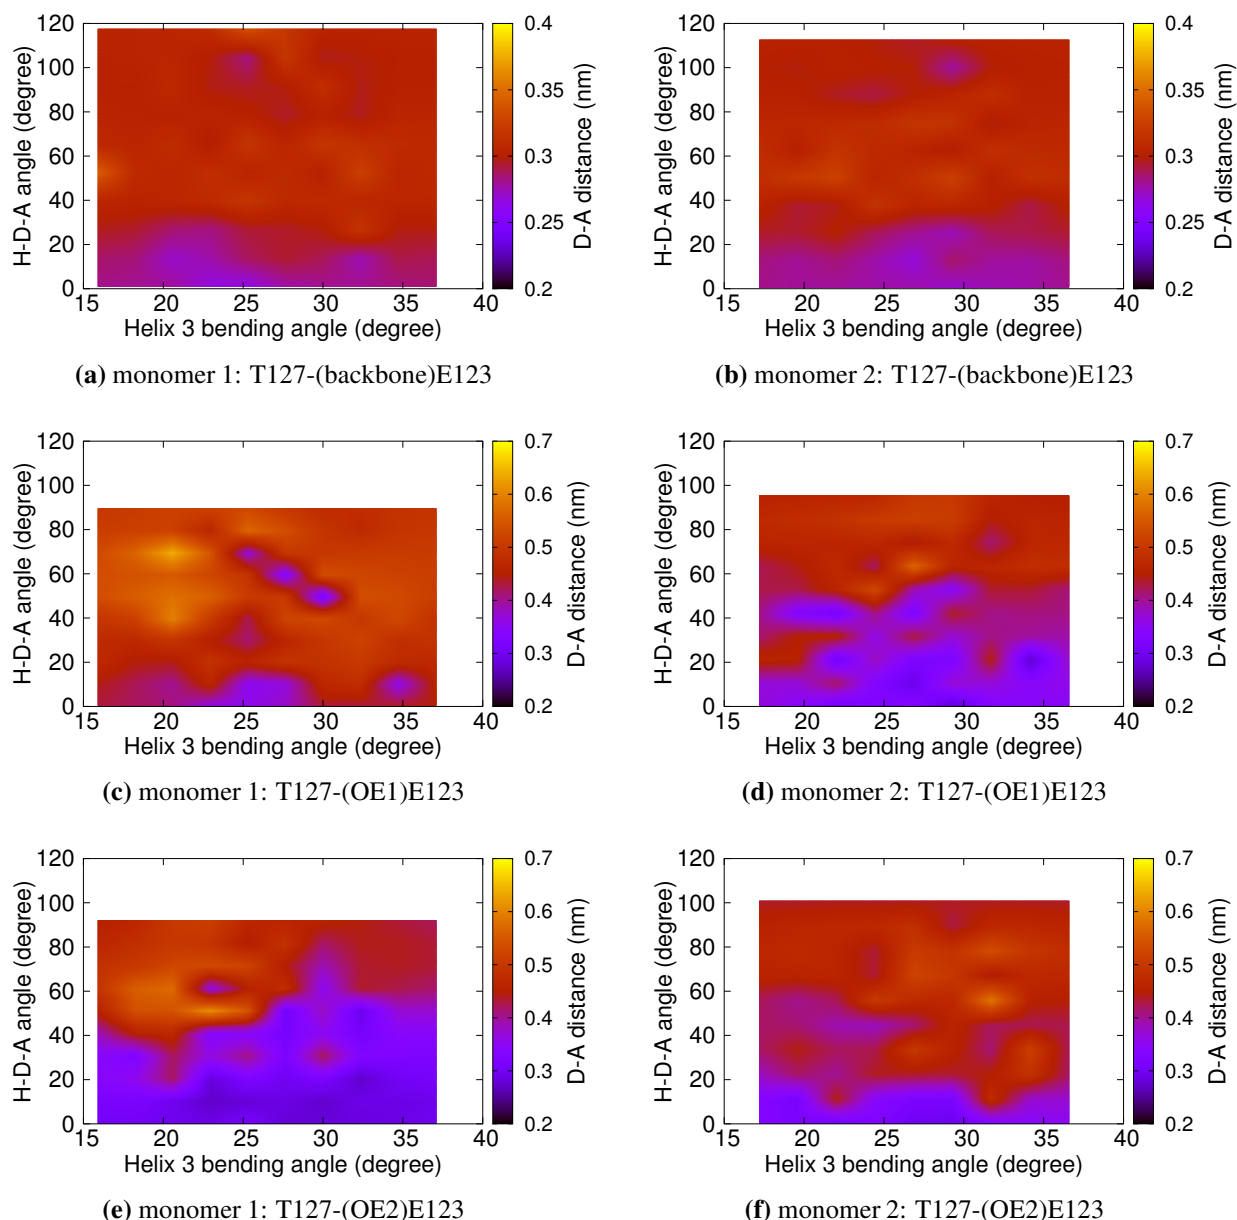 120
100
80
60
40
20
0
H-D-A angle (degree)
15 20 25 30 35 40
Helix 3 bending angle (degree)
0.4
0.35
0.3
0.25
0.2
D-A distance (nm)
(a) monomer 1: T127-(backbone)E123
120
100
80
60
40
20
0
H-D-A angle (degree)
15 20 25 30 35 40
Helix 3 bending angle (degree)
0.4
0.35
0.3
0.25
0.2
D-A distance (nm)
(b) monomer 2: T127-(backbone)E123
120
100
80
60
40
20
0
H-D-A angle (degree)
15 20 25 30 35 40
Helix 3 bending angle (degree)
0.7
0.6
0.5
0.4
0.3
0.2
D-A distance (nm)
(c) monomer 1: T127-(OE1)E123
120
100
80
60
40
20
0
H-D-A angle (degree)
15 20 25 30 35 40
Helix 3 bending angle (degree)
0.7
0.6
0.5
0.4
0.3
0.2
D-A distance (nm)
(d) monomer 2: T127-(OE1)E123
120
100
80
60
40
20
0
H-D-A angle (degree)
15 20 25 30 35 40
Helix 3 bending angle (degree)
0.7
0.6
0.5
0.4
0.3
0.2
D-A distance (nm)
(e) monomer 1: T127-(OE2)E123
120
100
80
60
40
20
0
H-D-A angle (degree)
15 20 25 30 35 40
Helix 3 bending angle (degree)
0.7
0.6
0.5
0.4
0.3
0.2
D-A distance (nm)
(f) monomer 2: T127-(OE2)E123